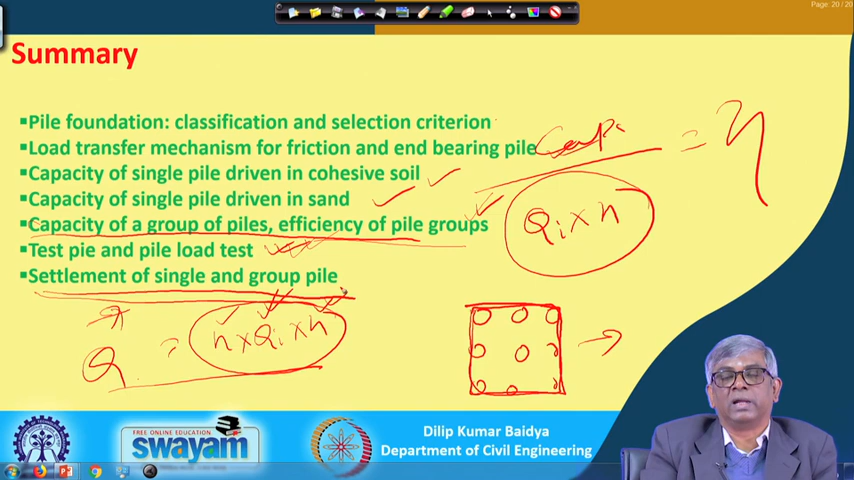 Page: 20 / 20
Summary
▪Pile foundation: classification and selection criterion
▪Load transfer mechanism for friction and end bearing pile
▪Capacity of single pile driven in cohesive soil
▪Capacity of single pile driven in sand
▪Capacity of a group of piles, efficiency of pile groups
▪Test pie and pile load test
▪Settlement of single and group pile
= η
Qi × n
Q = n × Qi × η
FREE ONLINE EDUCATION
swayam
Dilip Kumar Baidya
Department of Civil Engineering